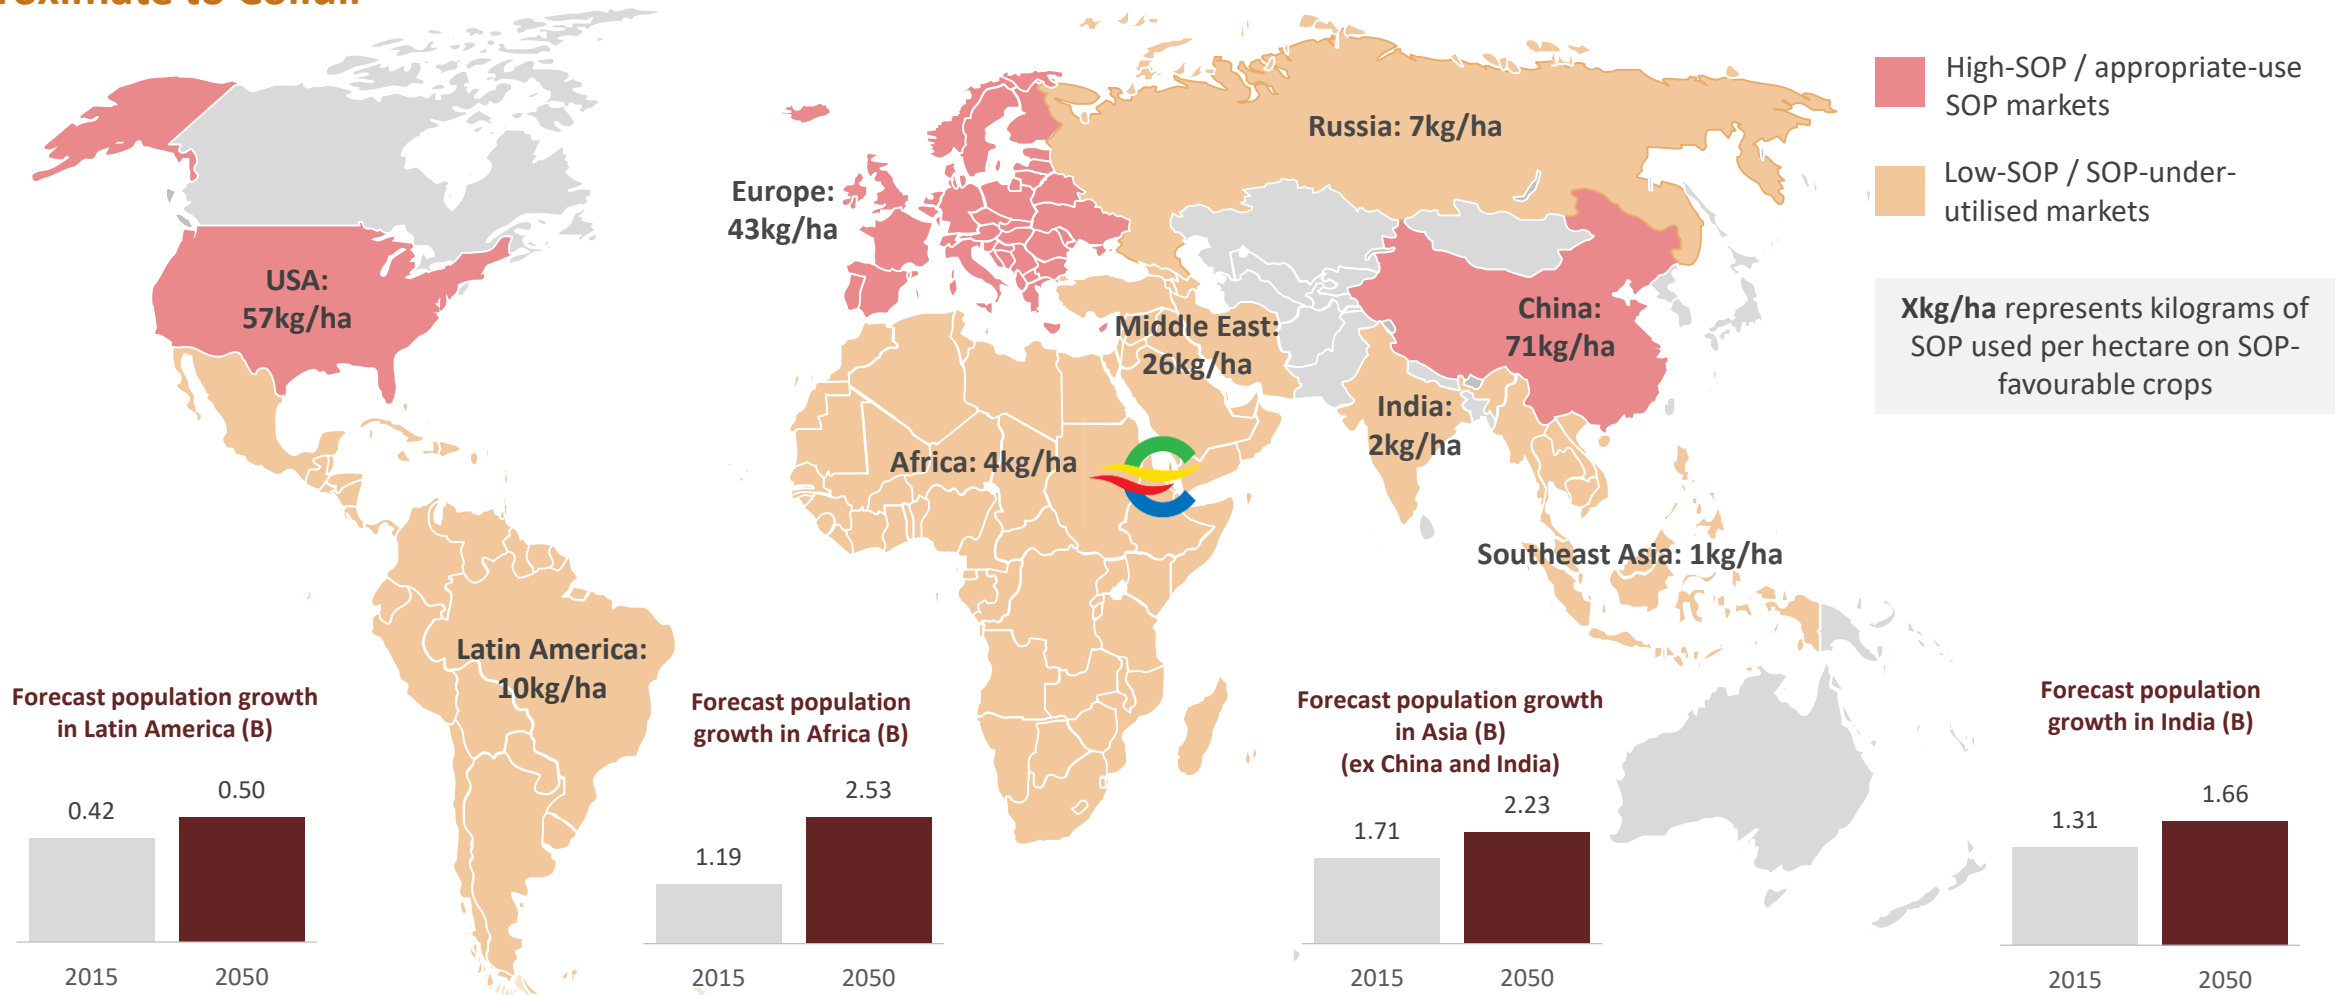 High-SOP / appropriate-use
SOP markets
Low-SOP / SOP-under-
utilised markets
Xkg/ha represents kilograms of
SOP used per hectare on SOP-
favourable crops
Russia: 7kg/ha
Europe:
43kg/ha
USA:
57kg/ha
China:
71kg/ha
Middle East:
26kg/ha
India:
2kg/ha
Africa: 4kg/ha
Southeast Asia: 1kg/ha
Latin America:
10kg/ha
Forecast population growth
in Latin America (B)
0.42
0.50
2015
2050
Forecast population
growth in Africa (B)
1.19
2.53
2015
2050
Forecast population growth
in Asia (B)
(ex China and India)
1.71
2.23
2015
2050
Forecast population
growth in India (B)
1.31
1.66
2015
2050